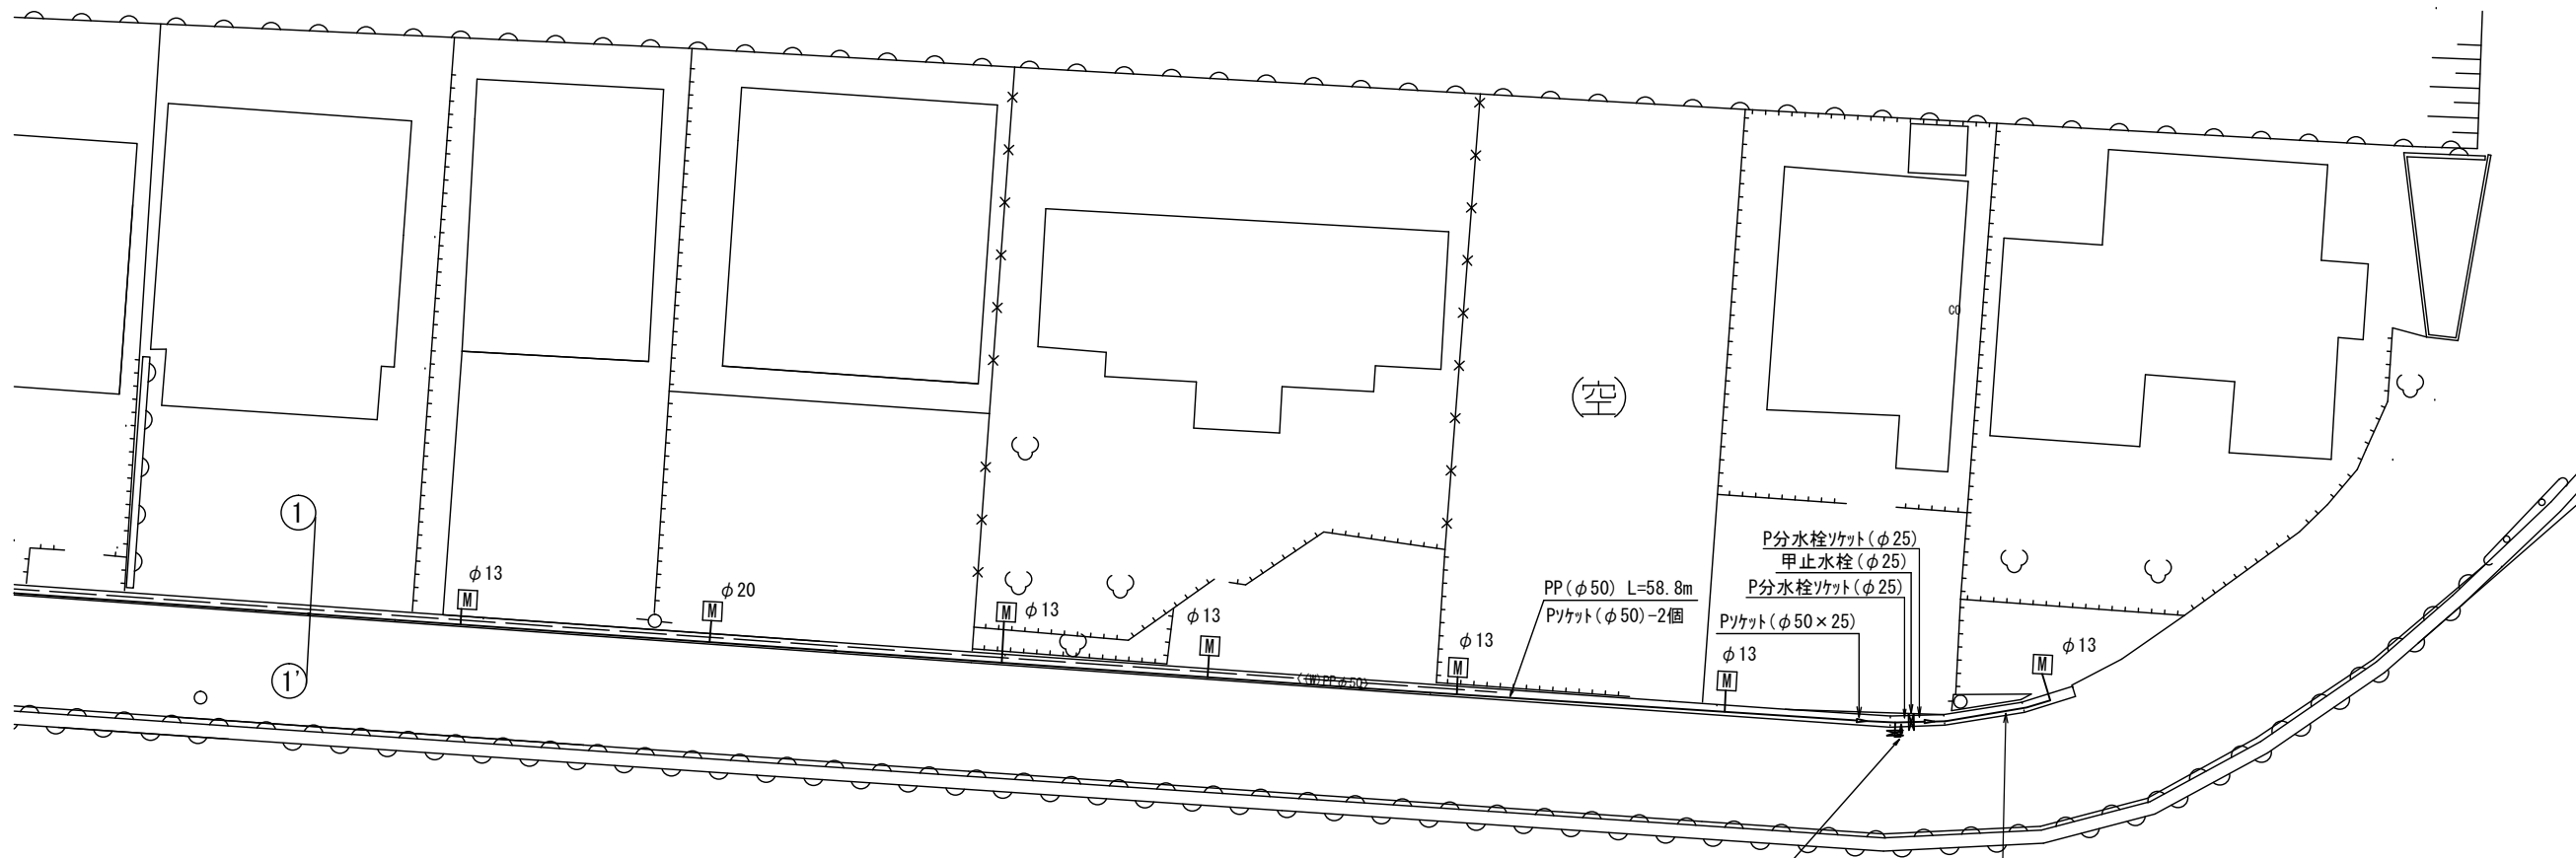 (空)
CO
①
①'
φ13
M
φ20
M
φ13
M
φ13
M
φ13
M
φ13
M
φ13
M
P分水栓ソケット(φ25)
甲止水栓(φ25)
P分水栓ソケット(φ25)
Pソケット(φ50×25)
PP(φ50) L=58.8m
Pソケット(φ50)-2個
(W)PPφ50